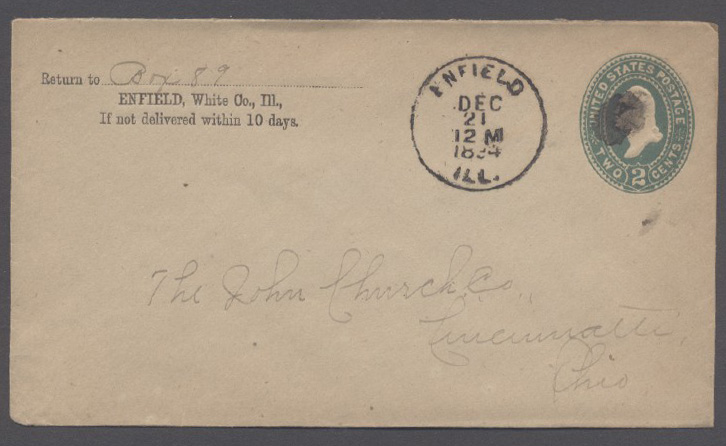 Return to Box 89
ENFIELD, White Co., Ill.,
If not delivered within 10 days.
ENFIELD
DEC
21
12 M
1894
ILL.
UNITED STATES POSTAGE
TWO 2 CENTS
The John Church Co.,
Cincinnatti,
Ohio